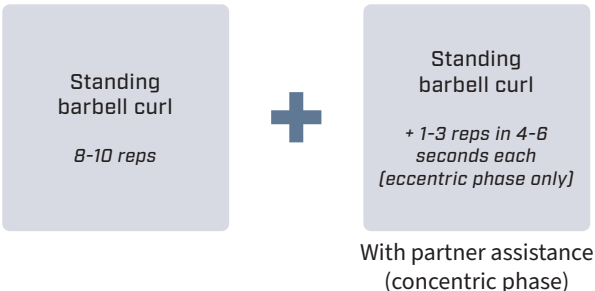 Standing
barbell curl
8-10 reps
+
Standing
barbell curl
+ 1-3 reps in 4-6
seconds each
(eccentric phase only)
With partner assistance
(concentric phase)